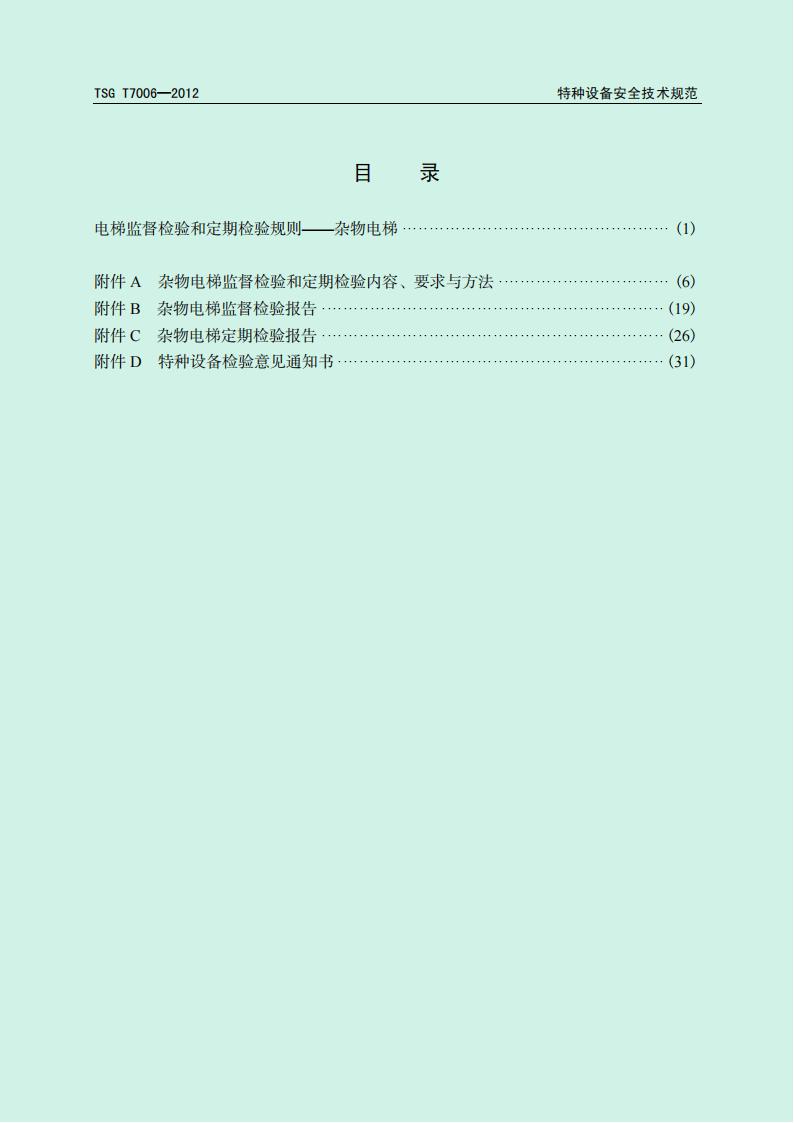 TSG T7006—2012 特种设备安全技术规范
目 录
电梯监督检验和定期检验规则——杂物电梯 ················································ (1)
附件 A 杂物电梯监督检验和定期检验内容、要求与方法 ······························· (6)
附件 B 杂物电梯监督检验报告 ······························································ (19)
附件 C 杂物电梯定期检验报告 ······························································ (26)
附件 D 特种设备检验意见通知书 ··························································· (31)